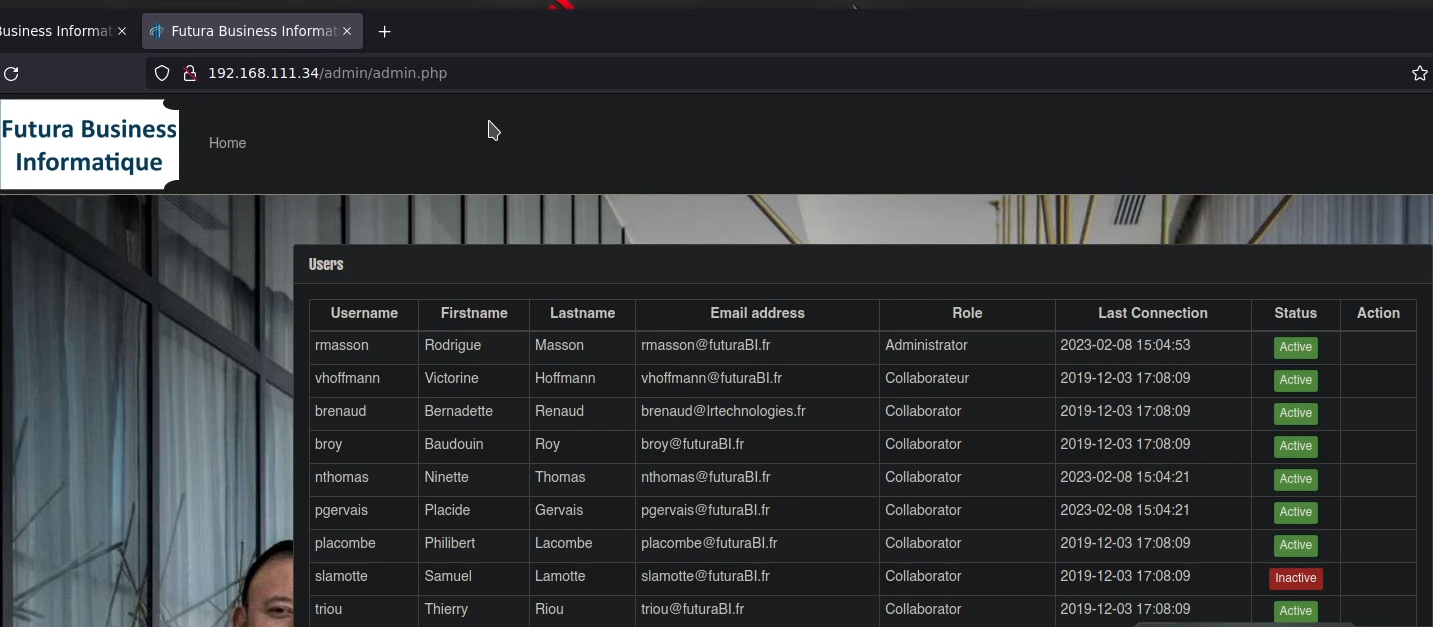 Business Informat
Futura Business Informat
192.168.111.34/admin/admin.php
Futura Business
Informatique
Home
Users
Username Firstname Lastname Email address Role Last Connection Status Action
rmasson Rodrigue Masson rmasson@futuraBI.fr Administrator 2023-02-08 15:04:53 Active
vhoffmann Victorine Hoffmann vhoffmann@futuraBI.fr Collaborateur 2019-12-03 17:08:09 Active
brenaud Bernadette Renaud brenaud@lrtechnologies.fr Collaborator 2019-12-03 17:08:09 Active
broy Baudouin Roy broy@futuraBI.fr Collaborator 2019-12-03 17:08:09 Active
nthomas Ninette Thomas nthomas@futuraBI.fr Collaborator 2023-02-08 15:04:21 Active
pgervais Placide Gervais pgervais@futuraBI.fr Collaborator 2023-02-08 15:04:21 Active
placombe Philibert Lacombe placombe@futuraBI.fr Collaborator 2019-12-03 17:08:09 Active
slamotte Samuel Lamotte slamotte@futuraBI.fr Collaborator 2019-12-03 17:08:09 Inactive
triou Thierry Riou triou@futuraBI.fr Collaborator 2019-12-03 17:08:09 Active